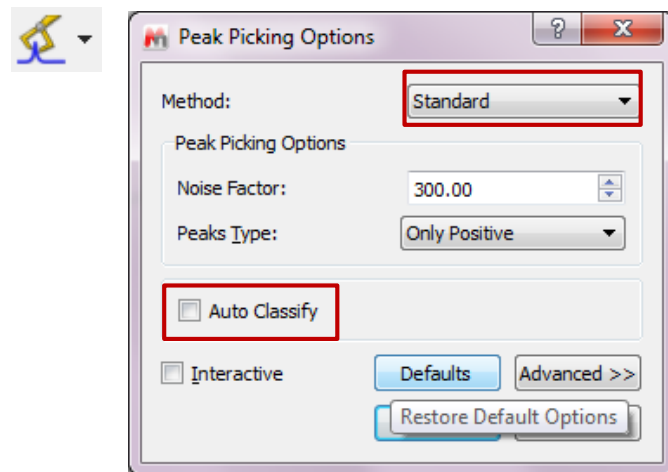 Peak Picking Options
Method: Standard
Peak Picking Options
Noise Factor: 300.00
Peaks Type: Only Positive
Auto Classify
Interactive Defaults Advanced >>
Restore Default Options